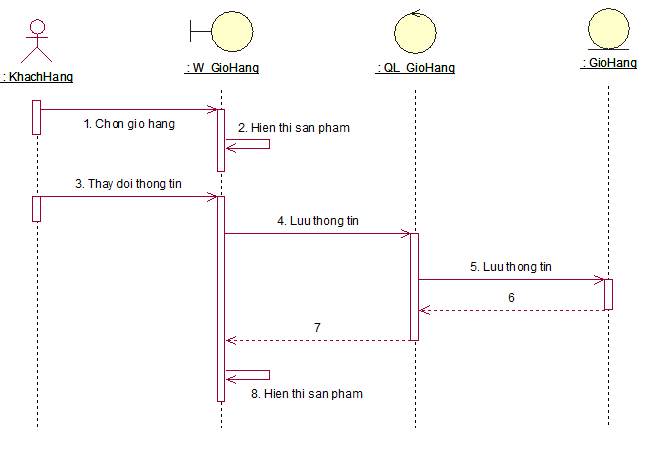 : KhachHang
: W_GioHang
: QL_GioHang
: GioHang
1. Chon gio hang
2. Hien thi san pham
3. Thay doi thong tin
4. Luu thong tin
5. Luu thong tin
6
7
8. Hien thi san pham